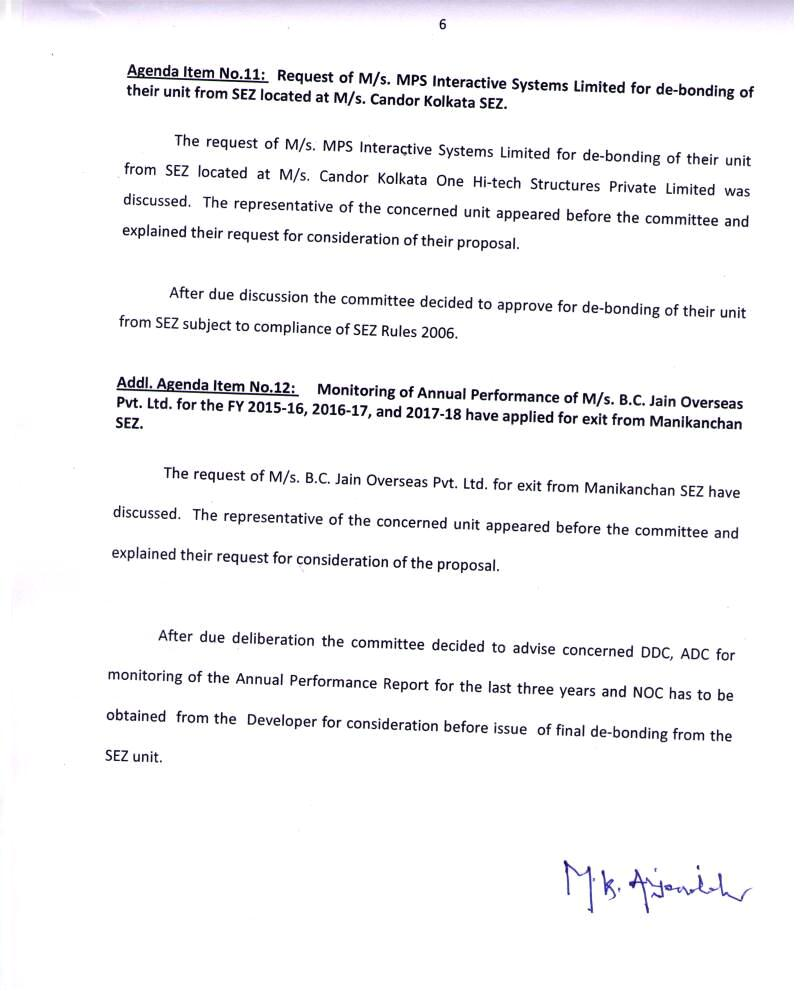 6
Agenda Item No.11: Request of M/s. MPS Interactive Systems Limited for de-bonding of
their unit from SEZ located at M/s. Candor Kolkata SEZ.
The request of M/s. MPS Interactive Systems Limited for de-bonding of their unit
from SEZ located at M/s. Candor Kolkata One Hi-tech Structures Private Limited was
discussed. The representative of the concerned unit appeared before the committee and
explained their request for consideration of their proposal.
After due discussion the committee decided to approve for de-bonding of their unit
from SEZ subject to compliance of SEZ Rules 2006.
Addl. Agenda Item No.12: Monitoring of Annual Performance of M/s. B.C. Jain Overseas
Pvt. Ltd. for the FY 2015-16, 2016-17, and 2017-18 have applied for exit from Manikanchan
SEZ.
The request of M/s. B.C. Jain Overseas Pvt. Ltd. for exit from Manikanchan SEZ have
discussed. The representative of the concerned unit appeared before the committee and
explained their request for consideration of the proposal.
After due deliberation the committee decided to advise concerned DDC, ADC for
monitoring of the Annual Performance Report for the last three years and NOC has to be
obtained from the Developer for consideration before issue of final de-bonding from the
SEZ unit.
M.K.